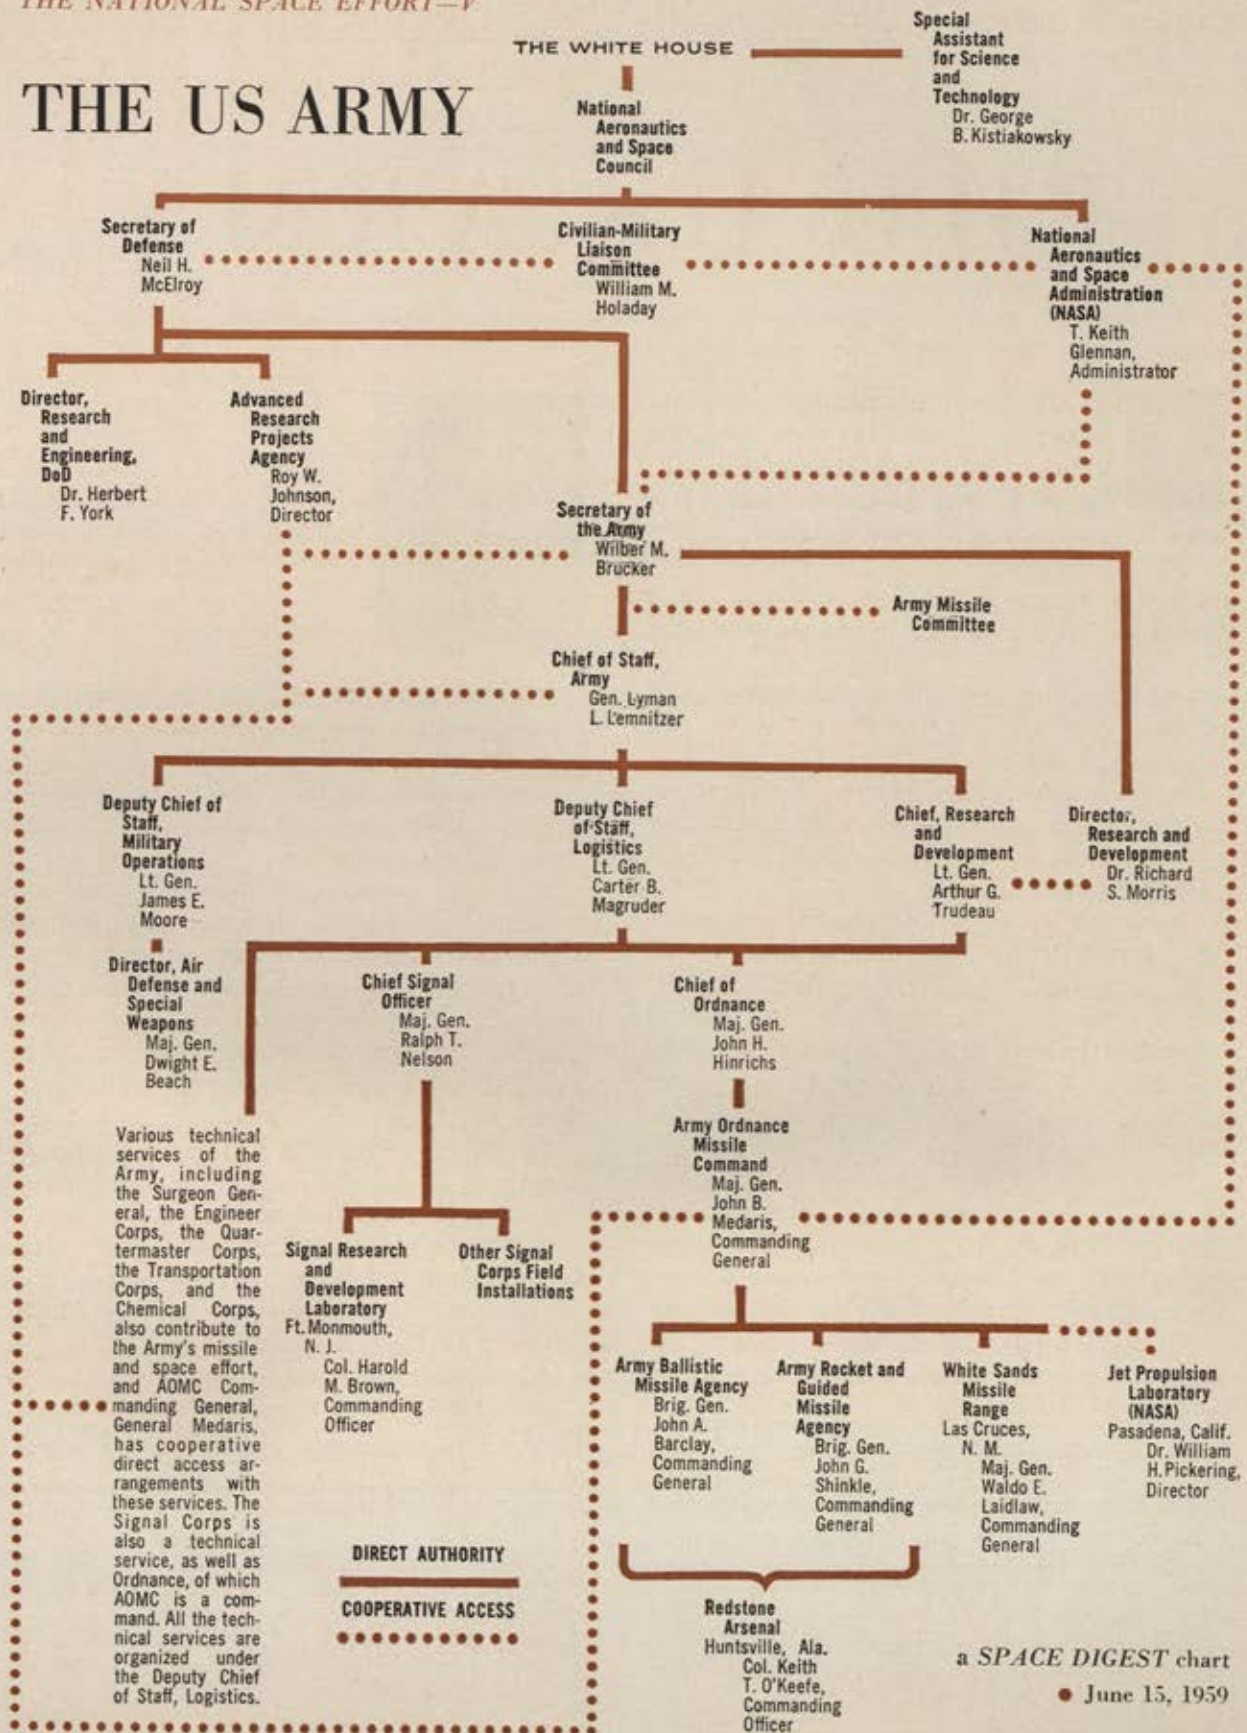 THE NATIONAL SPACE EFFORT—V
THE US ARMY
THE WHITE HOUSE
Special
Assistant
for Science
and
Technology
Dr. George
B. Kistiakowsky
National
Aeronautics
and Space
Council
Secretary of
Defense
Neil H.
McElroy
Civilian-Military
Liaison
Committee
William M.
Holaday
National
Aeronautics
and Space
Administration
(NASA)
T. Keith
Glennan,
Administrator
Director,
Research
and
Engineering,
DoD
Dr. Herbert
F. York
Advanced
Research
Projects
Agency
Roy W.
Johnson,
Director
Secretary of
the Army
Wilber M.
Brucker
Army Missile
Committee
Chief of Staff,
Army
Gen. Lyman
L. Lemnitzer
Deputy Chief of
Staff,
Military
Operations
Lt. Gen.
James E.
Moore
Deputy Chief
of Staff,
Logistics
Lt. Gen.
Carter B.
Magruder
Chief, Research
and
Development
Lt. Gen.
Arthur G.
Trudeau
Director,
Research and
Development
Dr. Richard
S. Morris
Director, Air
Defense and
Special
Weapons
Maj. Gen.
Dwight E.
Beach
Chief Signal
Officer
Maj. Gen.
Ralph T.
Nelson
Chief of
Ordnance
Maj. Gen.
John H.
Hinrichs
Army Ordnance
Missile
Command
Maj. Gen.
John B.
Medaris,
Commanding
General
Various technical
services of the
Army, including
the Surgeon Gen-
eral, the Engineer
Corps, the Quar-
termaster Corps,
the Transportation
Corps, and the
Chemical Corps,
also contribute to
the Army's missile
and space effort,
and AOMC Com-
manding General,
General Medaris,
has cooperative
direct access ar-
rangements with
these services. The
Signal Corps is
also a technical
service, as well as
Ordnance, of which
AOMC is a com-
mand. All the tech-
nical services are
organized under
the Deputy Chief
of Staff, Logistics.
Signal Research
and
Development
Laboratory
Ft. Monmouth,
N. J.
Col. Harold
M. Brown,
Commanding
Officer
Other Signal
Corps Field
Installations
Army Ballistic
Missile Agency
Brig. Gen.
John A.
Barclay,
Commanding
General
Army Rocket and
Guided
Missile
Agency
Brig. Gen.
John G.
Shinkle,
Commanding
General
White Sands
Missile
Range
Las Cruces,
N. M.
Maj. Gen.
Waldo E.
Laidlaw,
Commanding
General
Jet Propulsion
Laboratory
(NASA)
Pasadena, Calif.
Dr. William
H. Pickering,
Director
DIRECT AUTHORITY
COOPERATIVE ACCESS
Redstone
Arsenal
Huntsville, Ala.
Col. Keith
T. O'Keefe,
Commanding
Officer
a SPACE DIGEST chart
● June 15, 1959